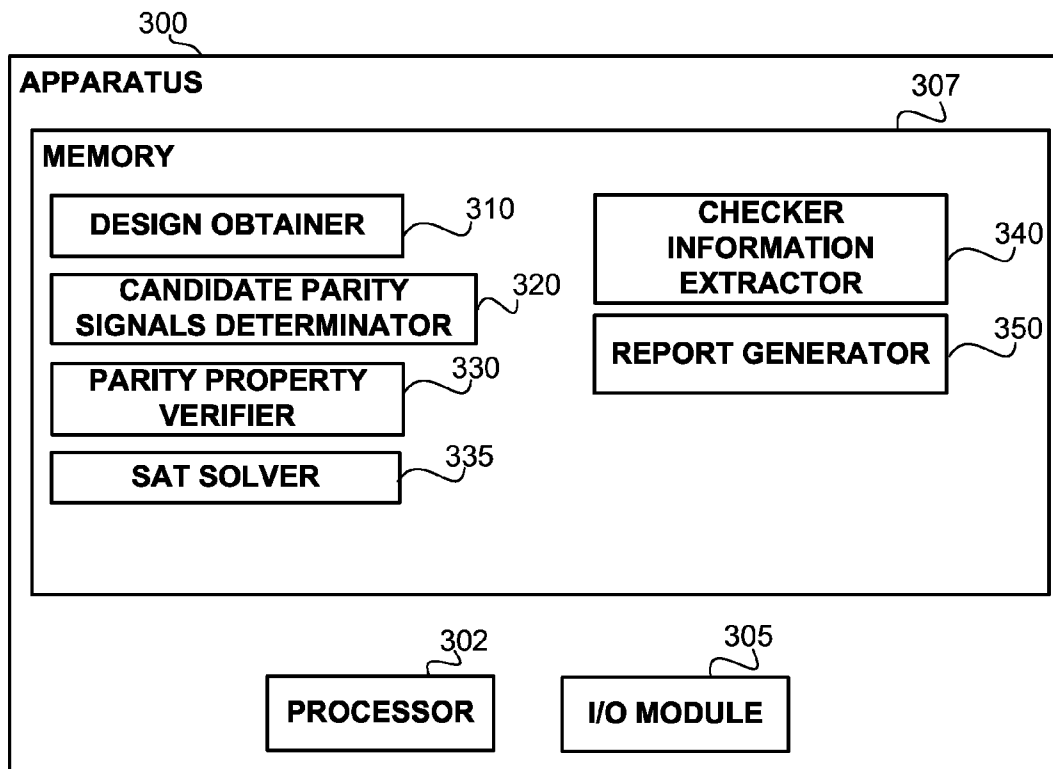 300
APPARATUS
307
MEMORY
DESIGN OBTAINER
310
CANDIDATE PARITY
SIGNALS DETERMINATOR
320
PARITY PROPERTY
VERIFIER
330
SAT SOLVER
335
CHECKER
INFORMATION
EXTRACTOR
340
REPORT GENERATOR
350
302
PROCESSOR
305
I/O MODULE